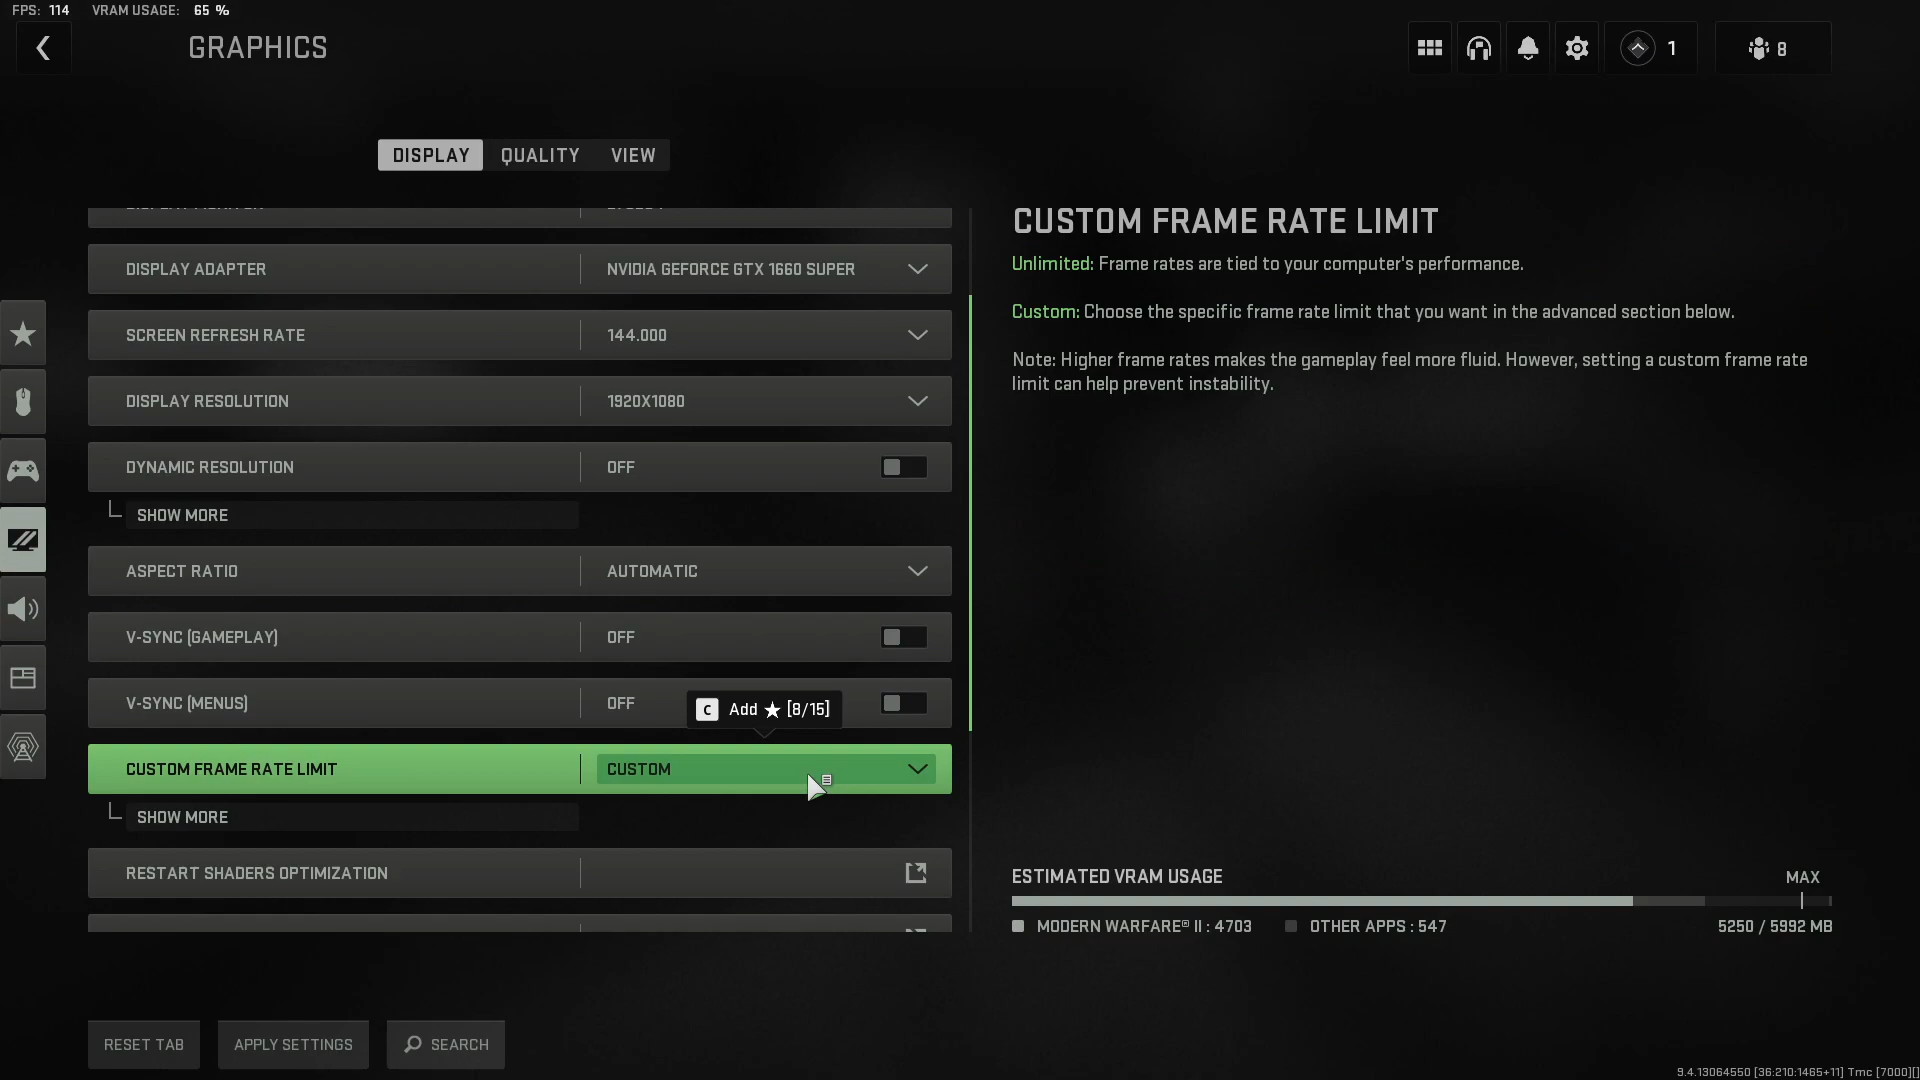 FPS: 114 VRAM USAGE: 65 %
GRAPHICS
1
8
DISPLAY QUALITY VIEW
DISPLAY ADAPTER NVIDIA GEFORCE GTX 1660 SUPER
SCREEN REFRESH RATE 144.000
DISPLAY RESOLUTION 1920X1080
DYNAMIC RESOLUTION OFF
SHOW MORE
ASPECT RATIO AUTOMATIC
V-SYNC (GAMEPLAY) OFF
V-SYNC (MENUS) OFF
C Add ★ [8/15]
CUSTOM FRAME RATE LIMIT CUSTOM
SHOW MORE
RESTART SHADERS OPTIMIZATION
CUSTOM FRAME RATE LIMIT
Unlimited: Frame rates are tied to your computer's performance.
Custom: Choose the specific frame rate limit that you want in the advanced section below.
Note: Higher frame rates makes the gameplay feel more fluid. However, setting a custom frame rate
limit can help prevent instability.
ESTIMATED VRAM USAGE MAX
MODERN WARFARE® II : 4703 OTHER APPS : 547 5250 / 5992 MB
RESET TAB APPLY SETTINGS SEARCH
9.4.13064550 [36:210:1465+11] Tmc [7000][]